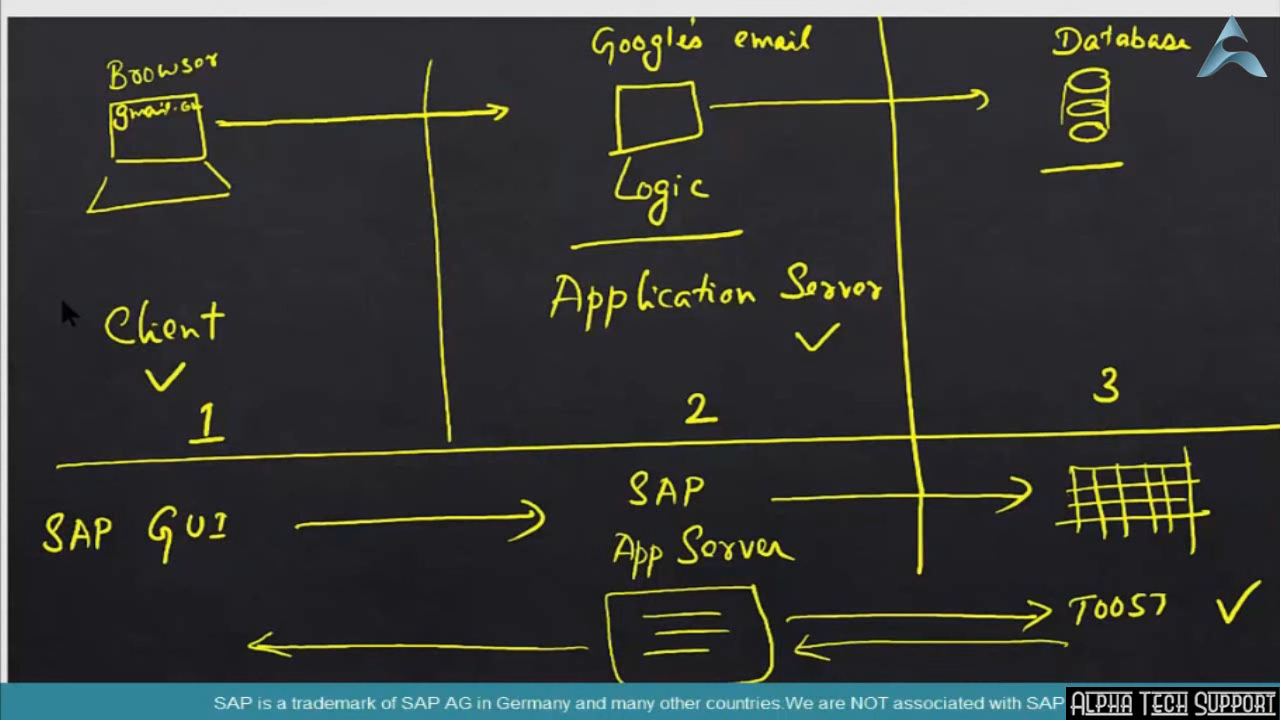 Browser
gmail.co
Google's email
Database
Logic
Application Server
Client
1
2
3
SAP GUI
SAP
App Server
T005T
SAP is a trademark of SAP AG in Germany and many other countries.We are NOT associated with SAP
ALPHA TECH SUPPORT